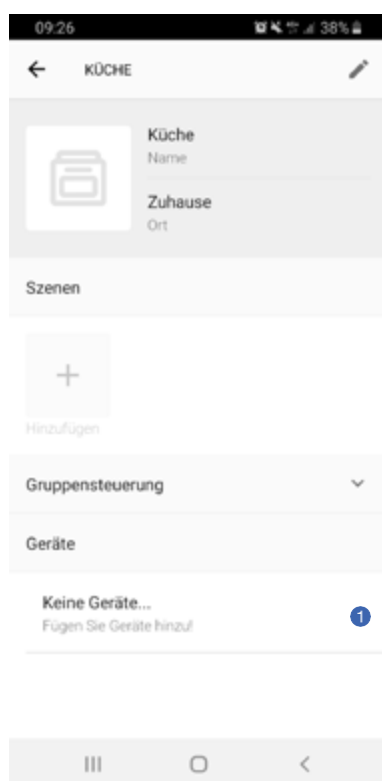 09:26
38%
KÜCHE
Küche
Name
Zuhause
Ort
Szenen
Hinzufügen
Gruppensteuerung
Geräte
Keine Geräte...
Fügen Sie Geräte hinzu!
1